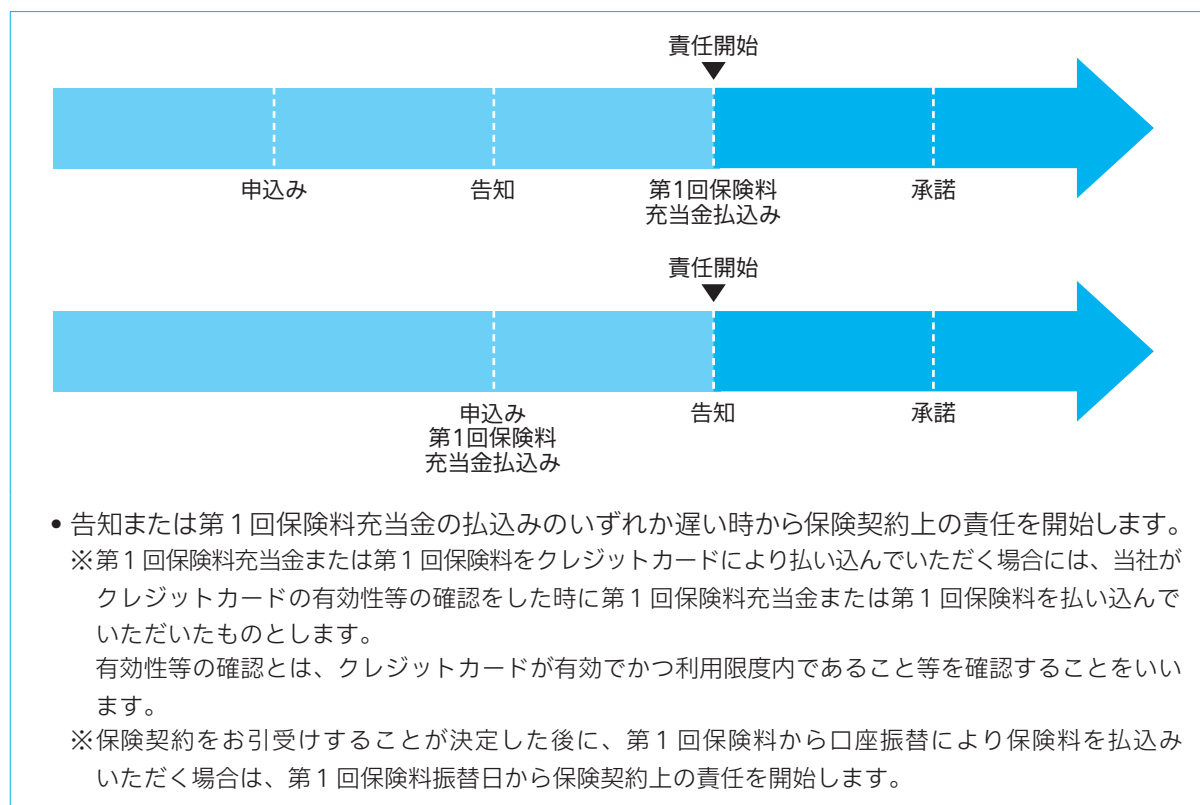 責任開始
申込み
告知
第1回保険料
充当金払込み
承諾
責任開始
申込み
第1回保険料
充当金払込み
告知
承諾
• 告知または第1回保険料充当金の払込みのいずれか遅い時から保険契約上の責任を開始します。
※第1回保険料充当金または第1回保険料をクレジットカードにより払い込んでいただく場合には、当社が
クレジットカードの有効性等の確認をした時に第1回保険料充当金または第1回保険料を払い込んで
いただいたものとします。
有効性等の確認とは、クレジットカードが有効でかつ利用限度内であること等を確認することをいい
ます。
※保険契約をお引受けすることが決定した後に、第1回保険料から口座振替により保険料を払込み
いただく場合は、第1回保険料振替日から保険契約上の責任を開始します。